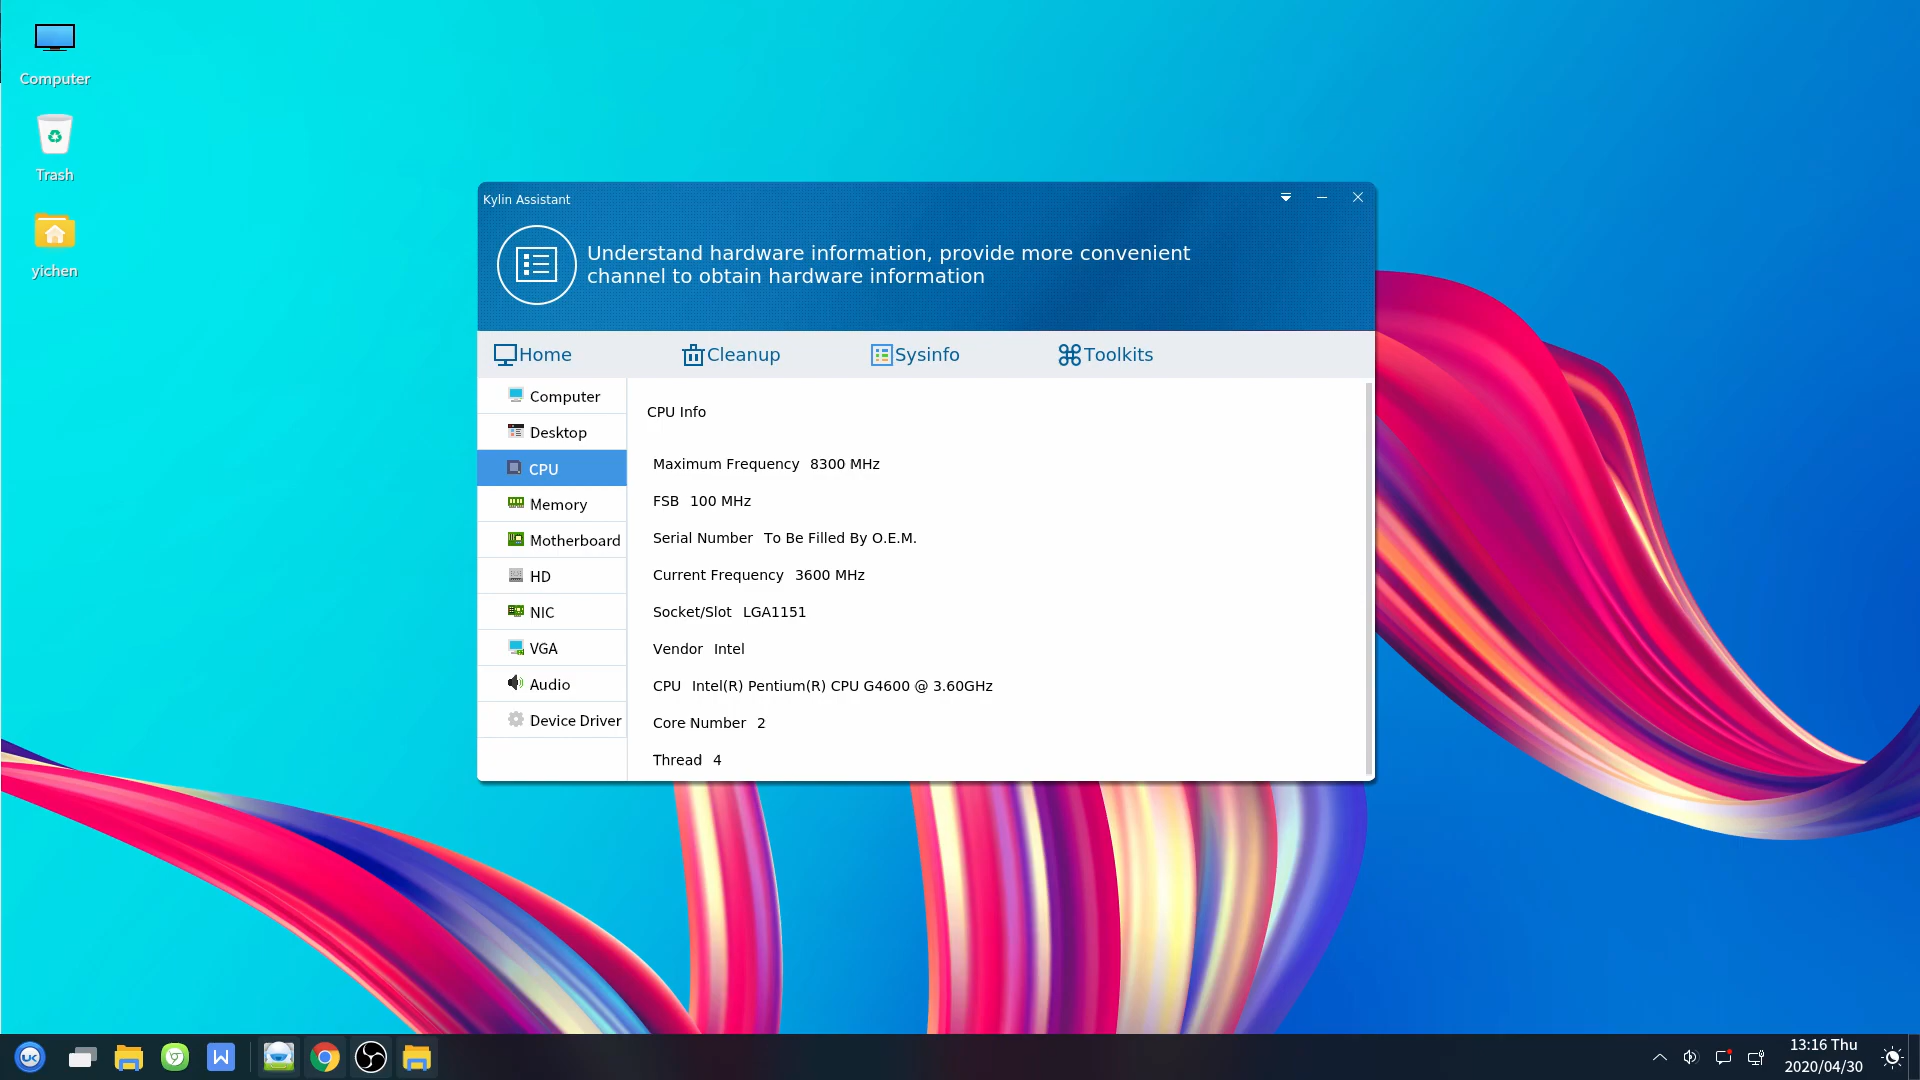 Computer
Trash
yichen
Kylin Assistant
Understand hardware information, provide more convenient
channel to obtain hardware information
Home
Cleanup
Sysinfo
Toolkits
Computer
Desktop
CPU
Memory
Motherboard
HD
NIC
VGA
Audio
Device Driver
CPU Info
Maximum Frequency 8300 MHz
FSB 100 MHz
Serial Number To Be Filled By O.E.M.
Current Frequency 3600 MHz
Socket/Slot LGA1151
Vendor Intel
CPU Intel(R) Pentium(R) CPU G4600 @ 3.60GHz
Core Number 2
Thread 4
UK
W
13:16 Thu
2020/04/30